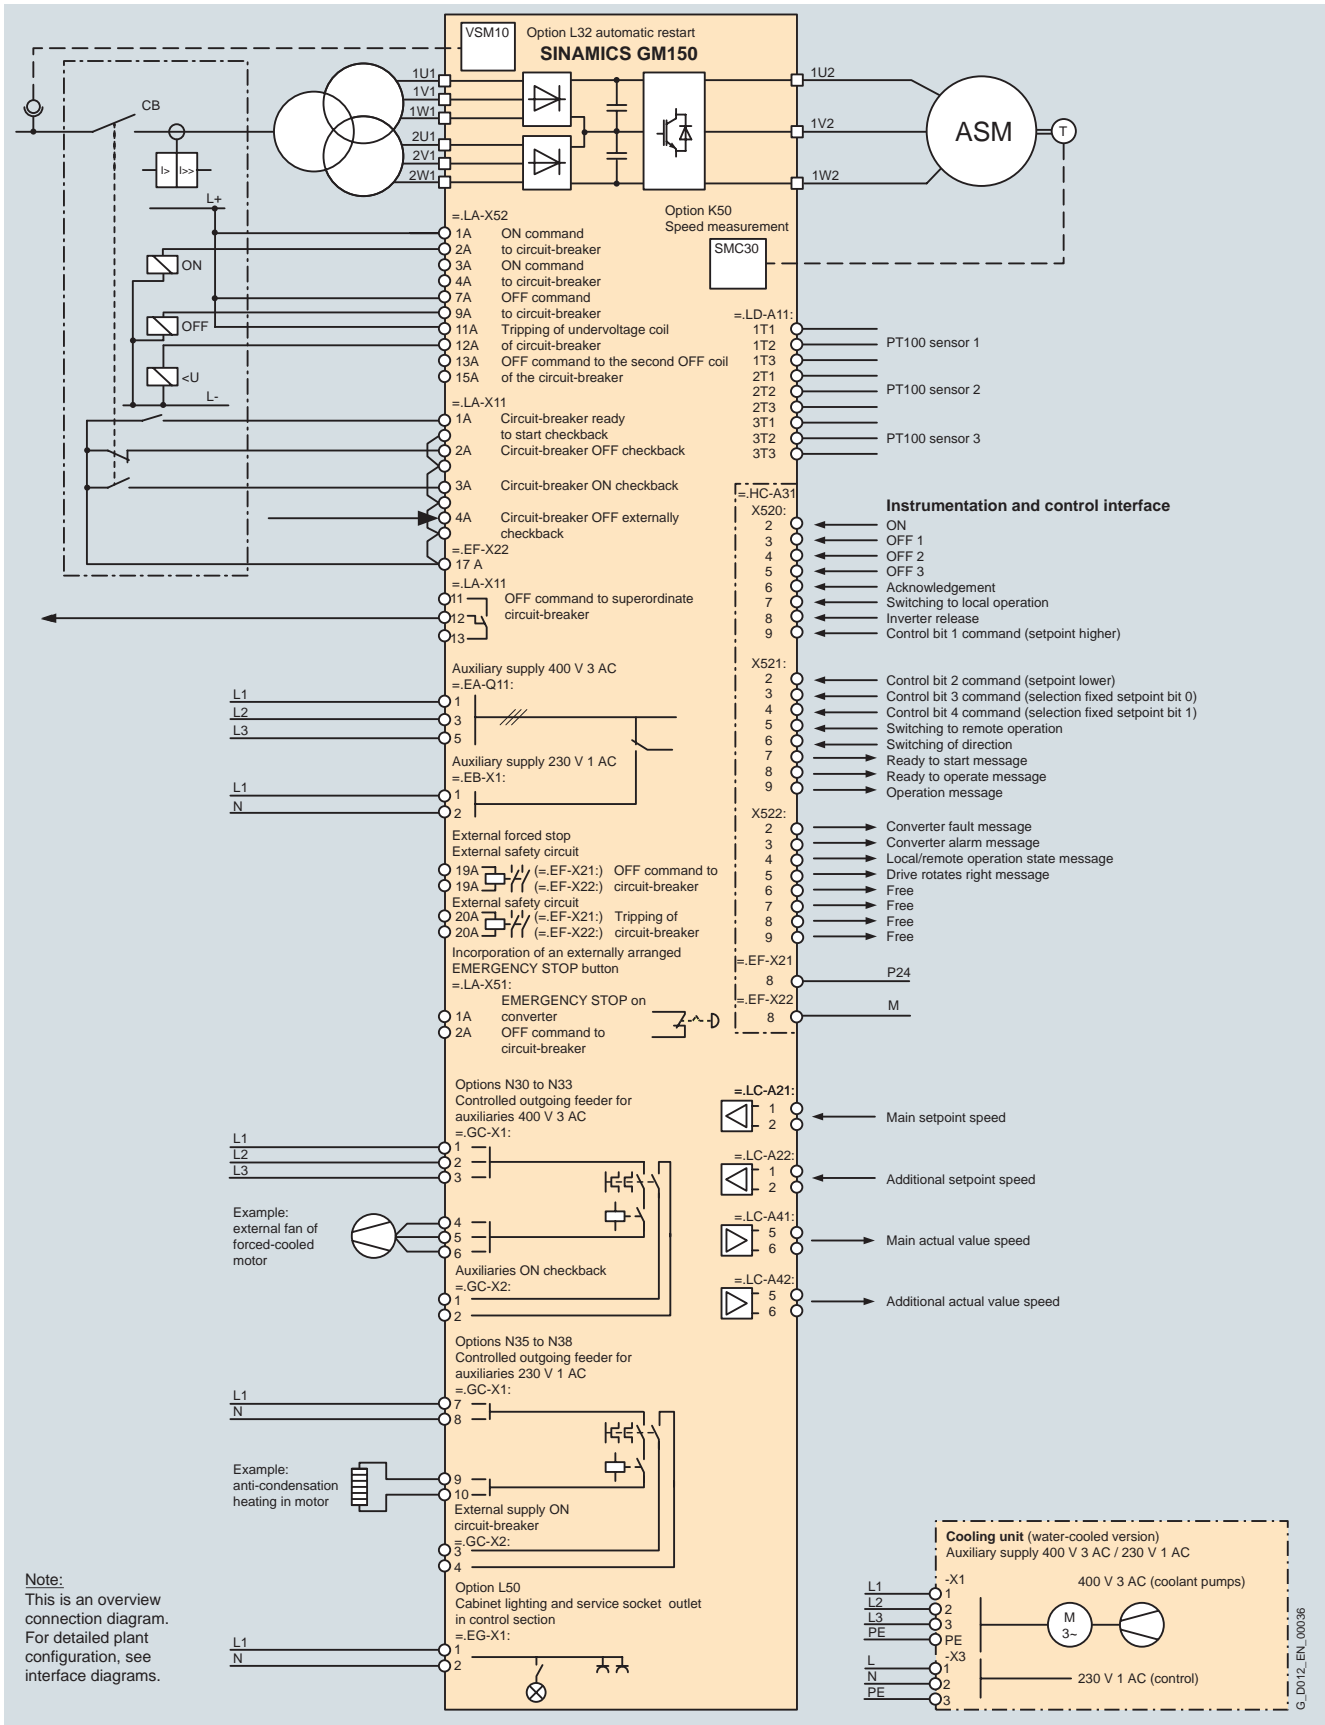 VSM10
Option L32 automatic restart
SINAMICS GM150
1U1
1V1
1W1
2U1
2V1
2W1
1U2
1V2
1W2
ASM
T
CB
I>
I>>
L+
ON
OFF
<U
L-
Option K50
Speed measurement
SMC30
=.LA-X52
1A ON command
2A to circuit-breaker
3A ON command
4A to circuit-breaker
7A OFF command
9A to circuit-breaker
11A Tripping of undervoltage coil
12A of circuit-breaker
13A OFF command to the second OFF coil
15A of the circuit-breaker
=.LA-X11
1A Circuit-breaker ready
to start checkback
2A Circuit-breaker OFF checkback
3A Circuit-breaker ON checkback
4A Circuit-breaker OFF externally
checkback
=.EF-X22
17 A
=.LA-X11
11 OFF command to superordinate
12 circuit-breaker
13
Auxiliary supply 400 V 3 AC
=.EA-Q11:
L1 1
L2 3
L3 5
Auxiliary supply 230 V 1 AC
=.EB-X1:
L1 1
N 2
External forced stop
External safety circuit
19A (=.EF-X21:) OFF command to
19A (=.EF-X22:) circuit-breaker
External safety circuit
20A (=.EF-X21:) Tripping of
20A (=.EF-X22:) circuit-breaker
Incorporation of an externally arranged
EMERGENCY STOP button
=.LA-X51:
EMERGENCY STOP on
1A converter
2A OFF command to
circuit-breaker
Options N30 to N33
Controlled outgoing feeder for
auxiliaries 400 V 3 AC
=.GC-X1:
L1 1
L2 2
L3 3
Example:
external fan of
forced-cooled
motor
4
5
6
Auxiliaries ON checkback
=.GC-X2:
1
2
Options N35 to N38
Controlled outgoing feeder for
auxiliaries 230 V 1 AC
=.GC-X1:
L1 7
N 8
Example:
anti-condensation
heating in motor
9
10
External supply ON
circuit-breaker
=.GC-X2:
3
4
Option L50
Cabinet lighting and service socket outlet
in control section
=.EG-X1:
L1 1
N 2
=.LD-A11:
1T1
1T2 PT100 sensor 1
1T3
2T1
2T2 PT100 sensor 2
2T3
3T1
3T2 PT100 sensor 3
3T3
=.HC-A31
Instrumentation and control interface
X520:
2 ON
3 OFF 1
4 OFF 2
5 OFF 3
6 Acknowledgement
7 Switching to local operation
8 Inverter release
9 Control bit 1 command (setpoint higher)
X521:
2 Control bit 2 command (setpoint lower)
3 Control bit 3 command (selection fixed setpoint bit 0)
4 Control bit 4 command (selection fixed setpoint bit 1)
5 Switching to remote operation
6 Switching of direction
7 Ready to start message
8 Ready to operate message
9 Operation message
X522:
2 Converter fault message
3 Converter alarm message
4 Local/remote operation state message
5 Drive rotates right message
6 Free
7 Free
8 Free
9 Free
=.EF-X21
8 P24
=.EF-X22
8 M
=.LC-A21:
1
2
Main setpoint speed
=.LC-A22:
1
2
Additional setpoint speed
=.LC-A41:
5
6
Main actual value speed
=.LC-A42:
5
6
Additional actual value speed
Note:
This is an overview
connection diagram.
For detailed plant
configuration, see
interface diagrams.
Cooling unit (water-cooled version)
Auxiliary supply 400 V 3 AC / 230 V 1 AC
-X1
400 V 3 AC (coolant pumps)
L1 1
L2 2
L3 3
PE PE
M
3~
-X3
L 1
N 2
PE 3
230 V 1 AC (control)
G_D012_EN_00036